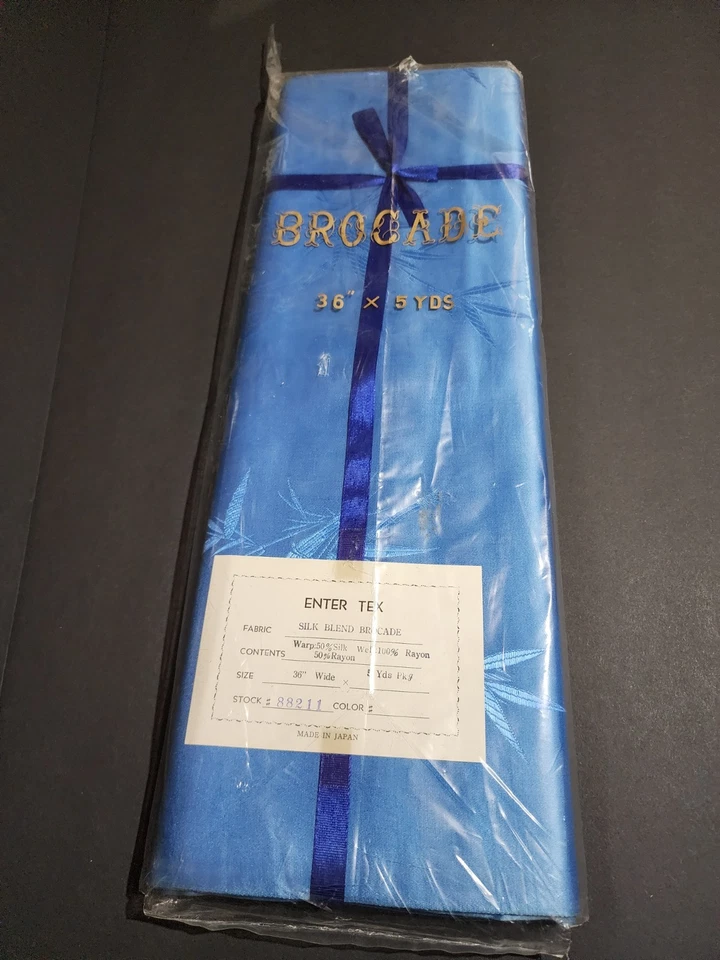 BROCADE
36" × 5 YDS
ENTER TEX
FABRIC SILK BLEND BROCADE
CONTENTS Warp:50%Silk Weft:100% Rayon
50%Rayon
SIZE 36" Wide × 5 Yds Pkg
STOCK # 88211 COLOR #
MADE IN JAPAN